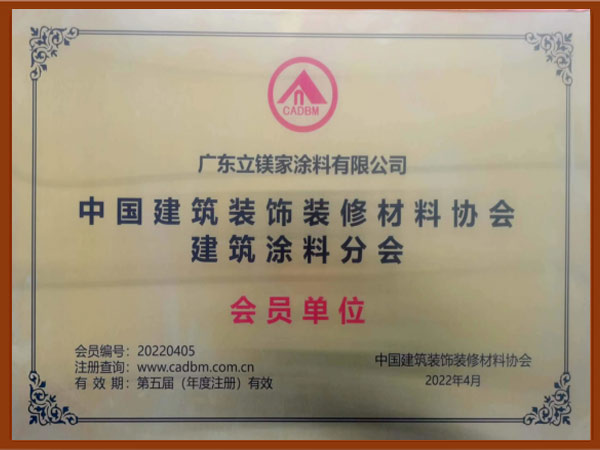 CADBM
广东立镁家涂料有限公司
中国建筑装饰装修材料协会
建筑涂料分会
会员单位
会员编号：20220405
注册查询：www.cadbm.com.cn
有 效 期：第五届（年度注册）有效
中国建筑装饰装修材料协会
2022年4月